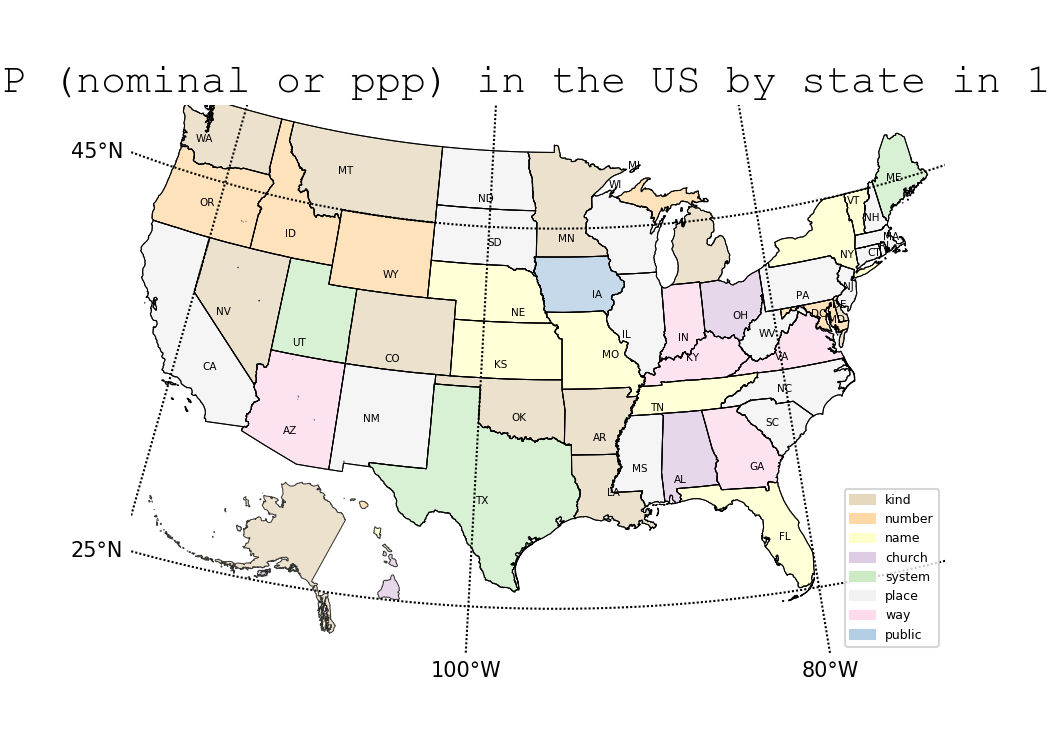 P (nominal or ppp) in the US by state in 1
45°N
WA
MT
ND
MI
WI
ME
VT
OR
NH
ID
SD
MN
MA
NY
CT
WY
NE
IA
PA
NJ
DE
NV
UT
OH
DC
MD
CO
KS
MO
IL
IN
WV
CA
KY
VA
AZ
NM
OK
AR
TN
NC
SC
MS
AL
GA
LA
TX
FL
25°N
kind
number
name
church
system
place
way
public
100°W
80°W